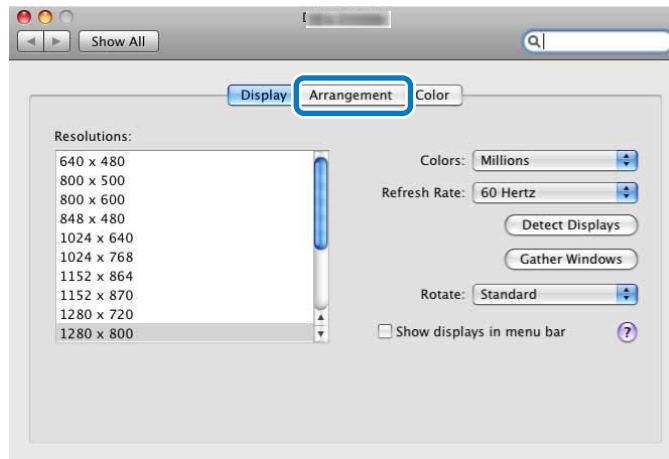 Show All
Display Arrangement Color
Resolutions:
640 x 480
800 x 500
800 x 600
848 x 480
1024 x 640
1024 x 768
1152 x 864
1152 x 870
1280 x 720
1280 x 800
Colors: Millions
Refresh Rate: 60 Hertz
Detect Displays
Gather Windows
Rotate: Standard
Show displays in menu bar ?